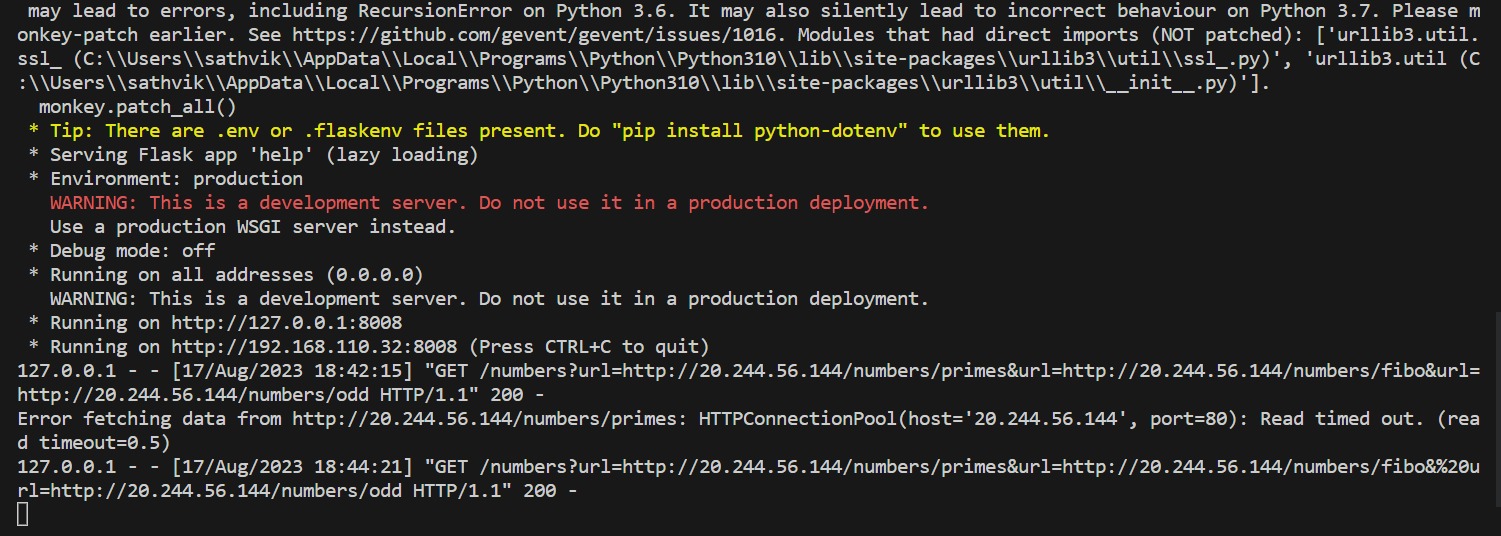 may lead to errors, including RecursionError on Python 3.6. It may also silently lead to incorrect behaviour on Python 3.7. Please m
onkey-patch earlier. See https://github.com/gevent/gevent/issues/1016. Modules that had direct imports (NOT patched): ['urllib3.util.
ssl_ (C:\\Users\\sathvik\\AppData\\Local\\Programs\\Python\\Python310\\lib\\site-packages\\urllib3\\util\\ssl_.py)', 'urllib3.util (C
:\\Users\\sathvik\\AppData\\Local\\Programs\\Python\\Python310\\lib\\site-packages\\urllib3\\util\\__init__.py)'].
  monkey.patch_all()
 * Tip: There are .env or .flaskenv files present. Do "pip install python-dotenv" to use them.
 * Serving Flask app 'help' (lazy loading)
 * Environment: production
   WARNING: This is a development server. Do not use it in a production deployment.
   Use a production WSGI server instead.
 * Debug mode: off
 * Running on all addresses (0.0.0.0)
   WARNING: This is a development server. Do not use it in a production deployment.
 * Running on http://127.0.0.1:8008
 * Running on http://192.168.110.32:8008 (Press CTRL+C to quit)
127.0.0.1 - - [17/Aug/2023 18:42:15] "GET /numbers?url=http://20.244.56.144/numbers/primes&url=http://20.244.56.144/numbers/fibo&url=
http://20.244.56.144/numbers/odd HTTP/1.1" 200 -
Error fetching data from http://20.244.56.144/numbers/primes: HTTPConnectionPool(host='20.244.56.144', port=80): Read timed out. (rea
d timeout=0.5)
127.0.0.1 - - [17/Aug/2023 18:44:21] "GET /numbers?url=http://20.244.56.144/numbers/primes&url=http://20.244.56.144/numbers/fibo&%20u
rl=http://20.244.56.144/numbers/odd HTTP/1.1" 200 -